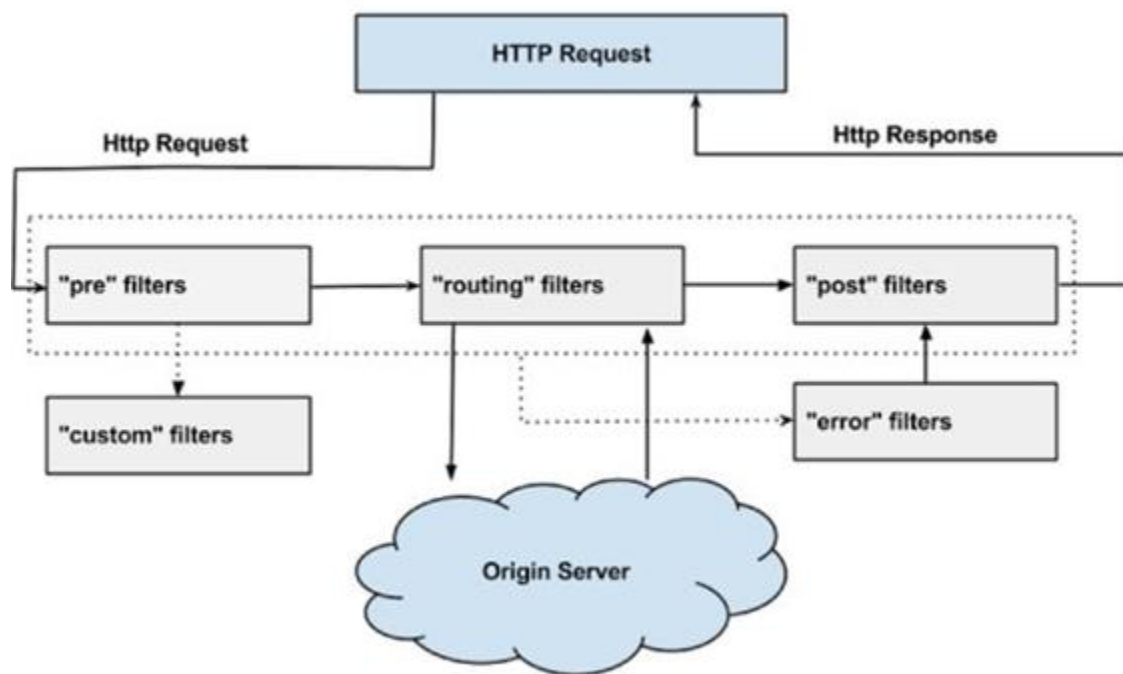 HTTP Request
Http Request
Http Response
"pre" filters
"routing" filters
"post" filters
"custom" filters
"error" filters
Origin Server